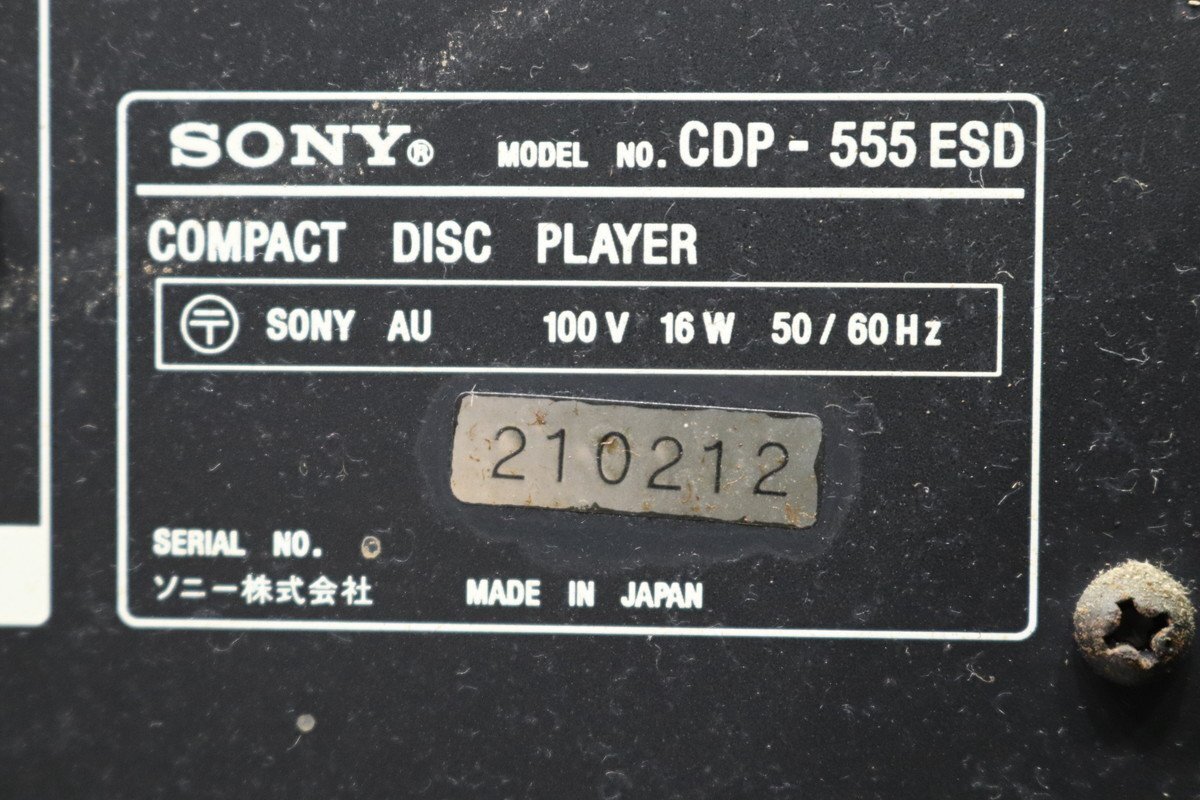 SONY® MODEL NO. CDP - 555 ESD
COMPACT DISC PLAYER
〒 SONY AU 100 V 16 W 50 / 60 Hz
210212
SERIAL NO.
ソニー株式会社 MADE IN JAPAN